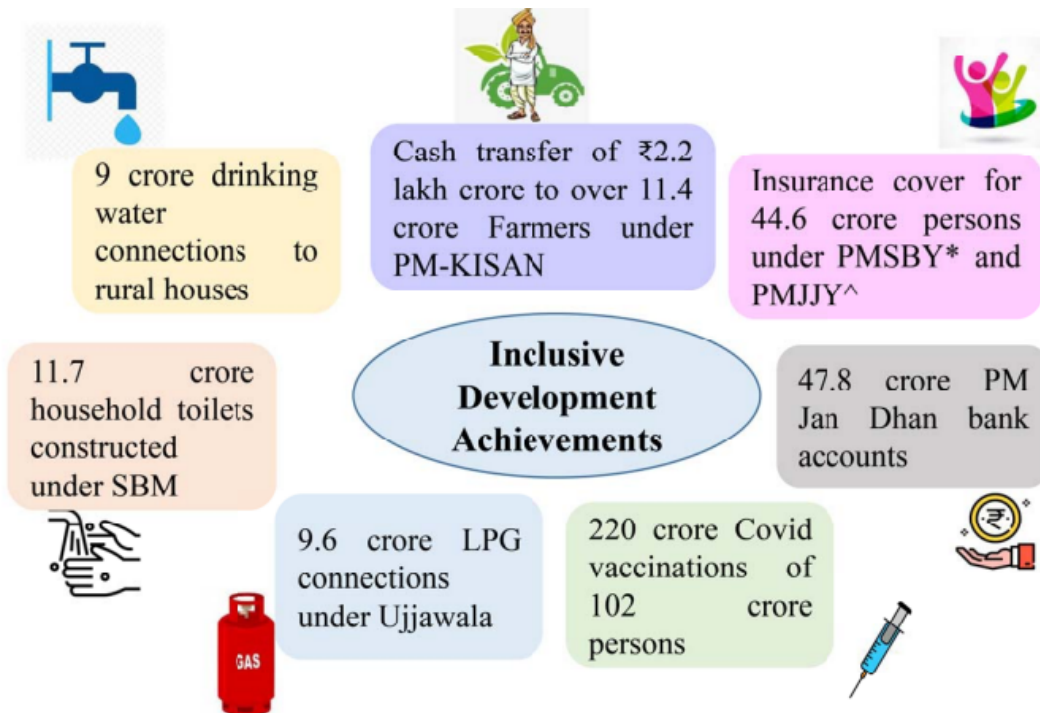 Cash transfer of ₹2.2
lakh crore to over 11.4
crore Farmers under
PM-KISAN
9 crore drinking
water
connections to
rural houses
Insurance cover for
44.6 crore persons
under PMSBY* and
PMJJY^
Inclusive
Development
Achievements
11.7 crore
household toilets
constructed
under SBM
47.8 crore PM
Jan Dhan bank
accounts
9.6 crore LPG
connections
under Ujjawala
220 crore Covid
vaccinations of
102 crore
persons
₹
GAS